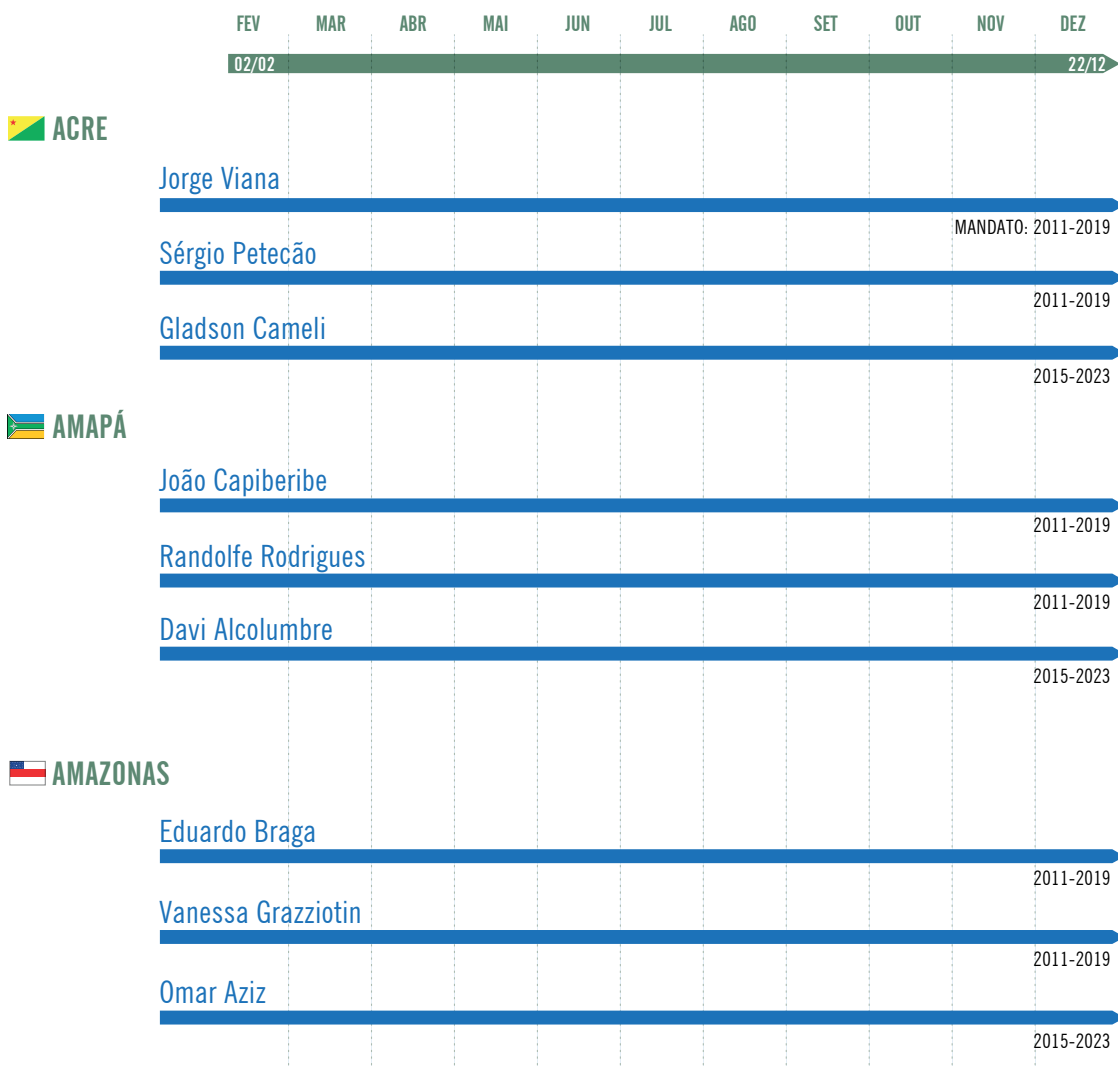 FEV MAR ABR MAI JUN JUL AGO SET OUT NOV DEZ
02/02 22/12
ACRE
Jorge Viana
MANDATO: 2011-2019
Sérgio Petecão
2011-2019
Gladson Cameli
2015-2023
AMAPÁ
João Capiberibe
2011-2019
Randolfe Rodrigues
2011-2019
Davi Alcolumbre
2015-2023
AMAZONAS
Eduardo Braga
2011-2019
Vanessa Grazziotin
2011-2019
Omar Aziz
2015-2023